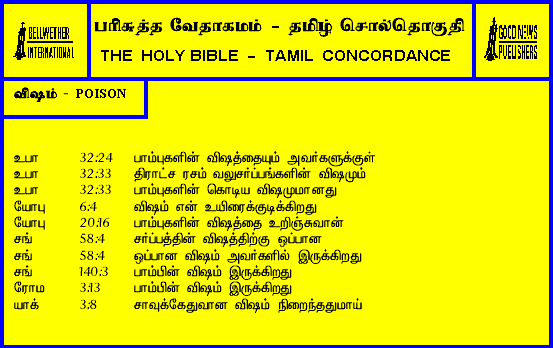 BELLWETHER
INTERNATIONAL
பரிசுத்த வேதாகமம் - தமிழ் சொல்தொகுதி
THE HOLY BIBLE - TAMIL CONCORDANCE
GOOD NEWS
PUBLISHERS
விஷம் - POISON
உபா 32:24 பாம்புகளின் விஷத்தையும் அவர்களுக்குள்
உபா 32:33 திராட்ச ரசம் வலுசர்ப்பங்களின் விஷமும்
உபா 32:33 பாம்புகளின் கொடிய விஷமுமானது
யோபு 6:4 விஷம் என் உயிரைக்குடிக்கிறது
யோபு 20:16 பாம்புகளின் விஷத்தை உறிஞ்சுவான்
சங் 58:4 சர்ப்பத்தின் விஷத்திற்கு ஒப்பான
சங் 58:4 ஒப்பான விஷம் அவர்களில் இருக்கிறது
சங் 140:3 பாம்பின் விஷம் இருக்கிறது
ரோம 3:13 பாம்பின் விஷம் இருக்கிறது
யாக் 3:8 சாவுக்கேதுவான விஷம் நிறைந்ததுமாய்